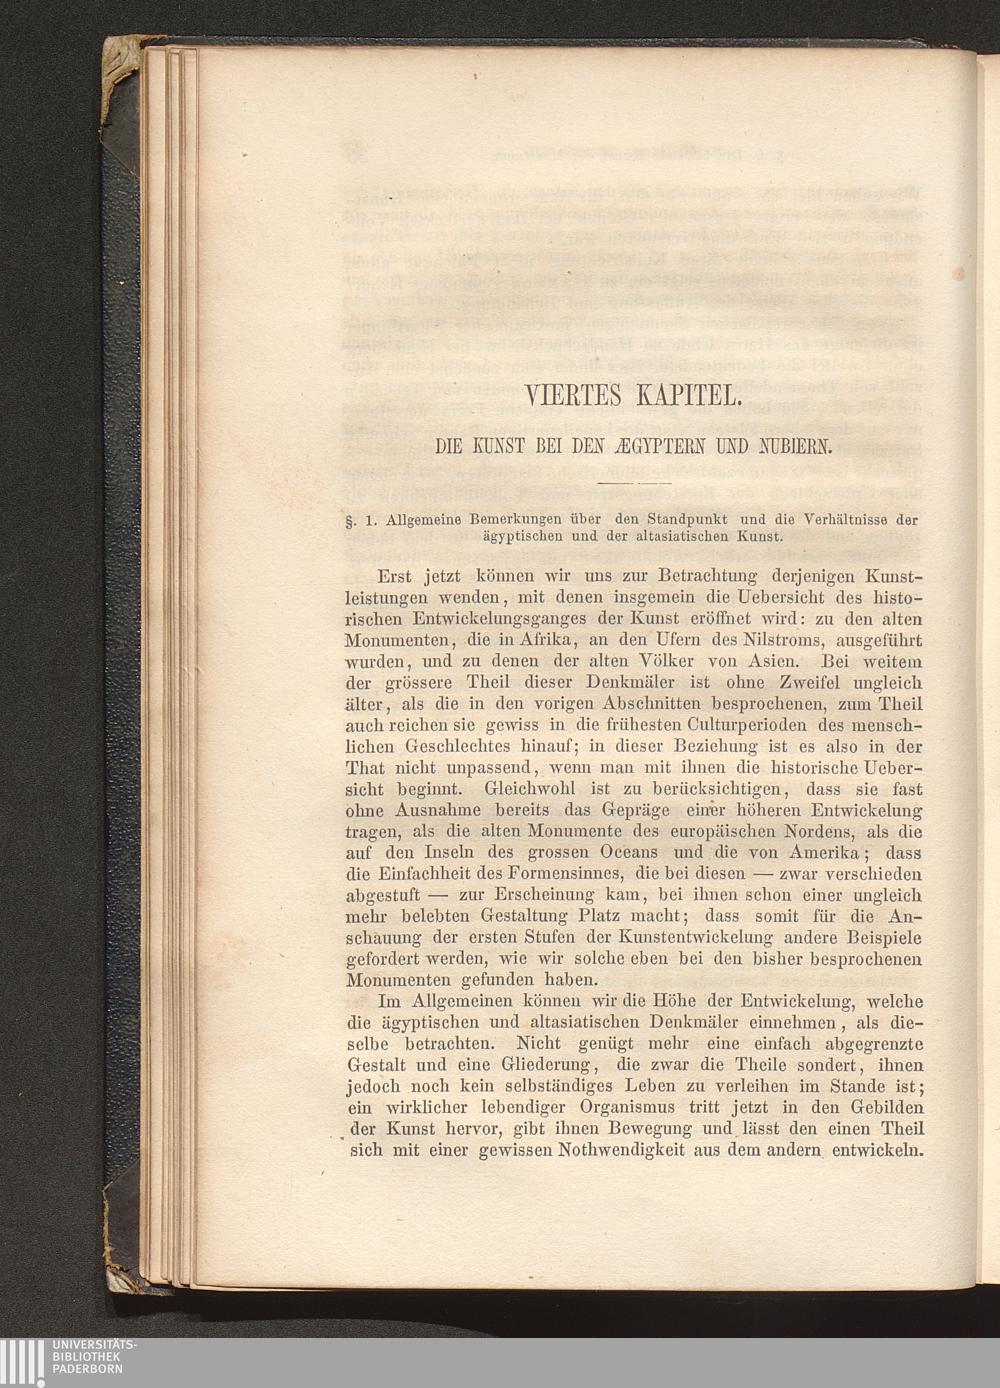 VIERTES KAPITEL.
DIE KUNST BEI DEN ÆGYPTERN UND NUBIERN.
§. 1. Allgemeine Bemerkungen über den Standpunkt und die Verhältnisse der
ägyptischen und der altasiatischen Kunst.
Erst jetzt können wir uns zur Betrachtung derjenigen Kunst-
leistungen wenden, mit denen insgemein die Uebersicht des histo-
rischen Entwickelungsganges der Kunst eröffnet wird: zu den alten
Monumenten, die in Afrika, an den Ufern des Nilstroms, ausgeführt
wurden, und zu denen der alten Völker von Asien. Bei weitem
der grössere Theil dieser Denkmäler ist ohne Zweifel ungleich
älter, als die in den vorigen Abschnitten besprochenen, zum Theil
auch reichen sie gewiss in die frühesten Culturperioden des mensch-
lichen Geschlechtes hinauf; in dieser Beziehung ist es also in der
That nicht unpassend, wenn man mit ihnen die historische Ueber-
sicht beginnt. Gleichwohl ist zu berücksichtigen, dass sie fast
ohne Ausnahme bereits das Gepräge einer höheren Entwickelung
tragen, als die alten Monumente des europäischen Nordens, als die
auf den Inseln des grossen Oceans und die von Amerika; dass
die Einfachheit des Formensinnes, die bei diesen — zwar verschieden
abgestuft — zur Erscheinung kam, bei ihnen schon einer ungleich
mehr belebten Gestaltung Platz macht; dass somit für die An-
schauung der ersten Stufen der Kunstentwickelung andere Beispiele
gefordert werden, wie wir solche eben bei den bisher besprochenen
Monumenten gefunden haben.
Im Allgemeinen können wir die Höhe der Entwickelung, welche
die ägyptischen und altasiatischen Denkmäler einnehmen, als die-
selbe betrachten. Nicht genügt mehr eine einfach abgegrenzte
Gestalt und eine Gliederung, die zwar die Theile sondert, ihnen
jedoch noch kein selbständiges Leben zu verleihen im Stande ist;
ein wirklicher lebendiger Organismus tritt jetzt in den Gebilden
der Kunst hervor, gibt ihnen Bewegung und lässt den einen Theil
sich mit einer gewissen Nothwendigkeit aus dem andern entwickeln.
UNIVERSITÄTS-
BIBLIOTHEK
PADERBORN